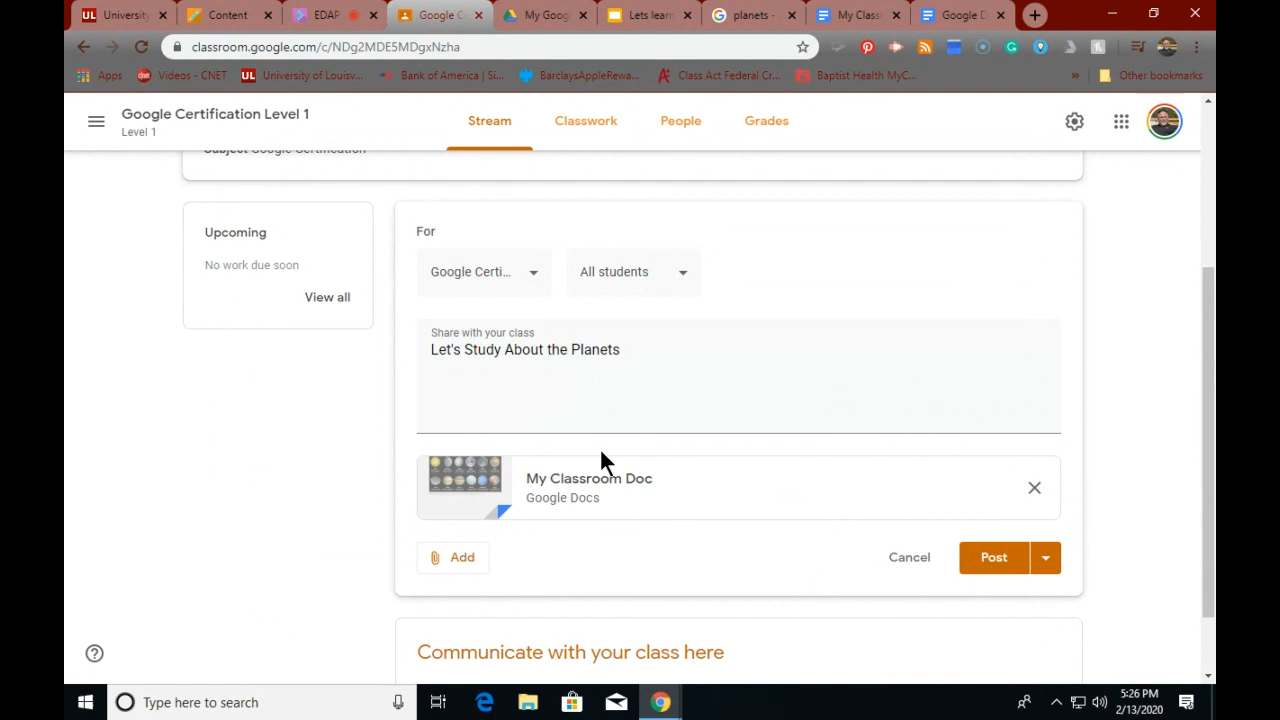 University
Content
EDAP
Google C
My Goog
Lets learn
planets -
My Class
Google D
classroom.google.com/c/NDg2MDE5MDgxNzha
Apps
Videos - CNET
UL University of Louisv...
Bank of America | Si...
BarclaysAppleRewa...
Class Act Federal Cr...
Baptist Health MyC...
»
Other bookmarks
Google Certification Level 1
Level 1
Stream
Classwork
People
Grades
Subject Google Certification
Upcoming
No work due soon
View all
For
Google Certi...
All students
Share with your class
Let's Study About the Planets
My Classroom Doc
Google Docs
Add
Cancel
Post
Communicate with your class here
Type here to search
5:26 PM
2/13/2020